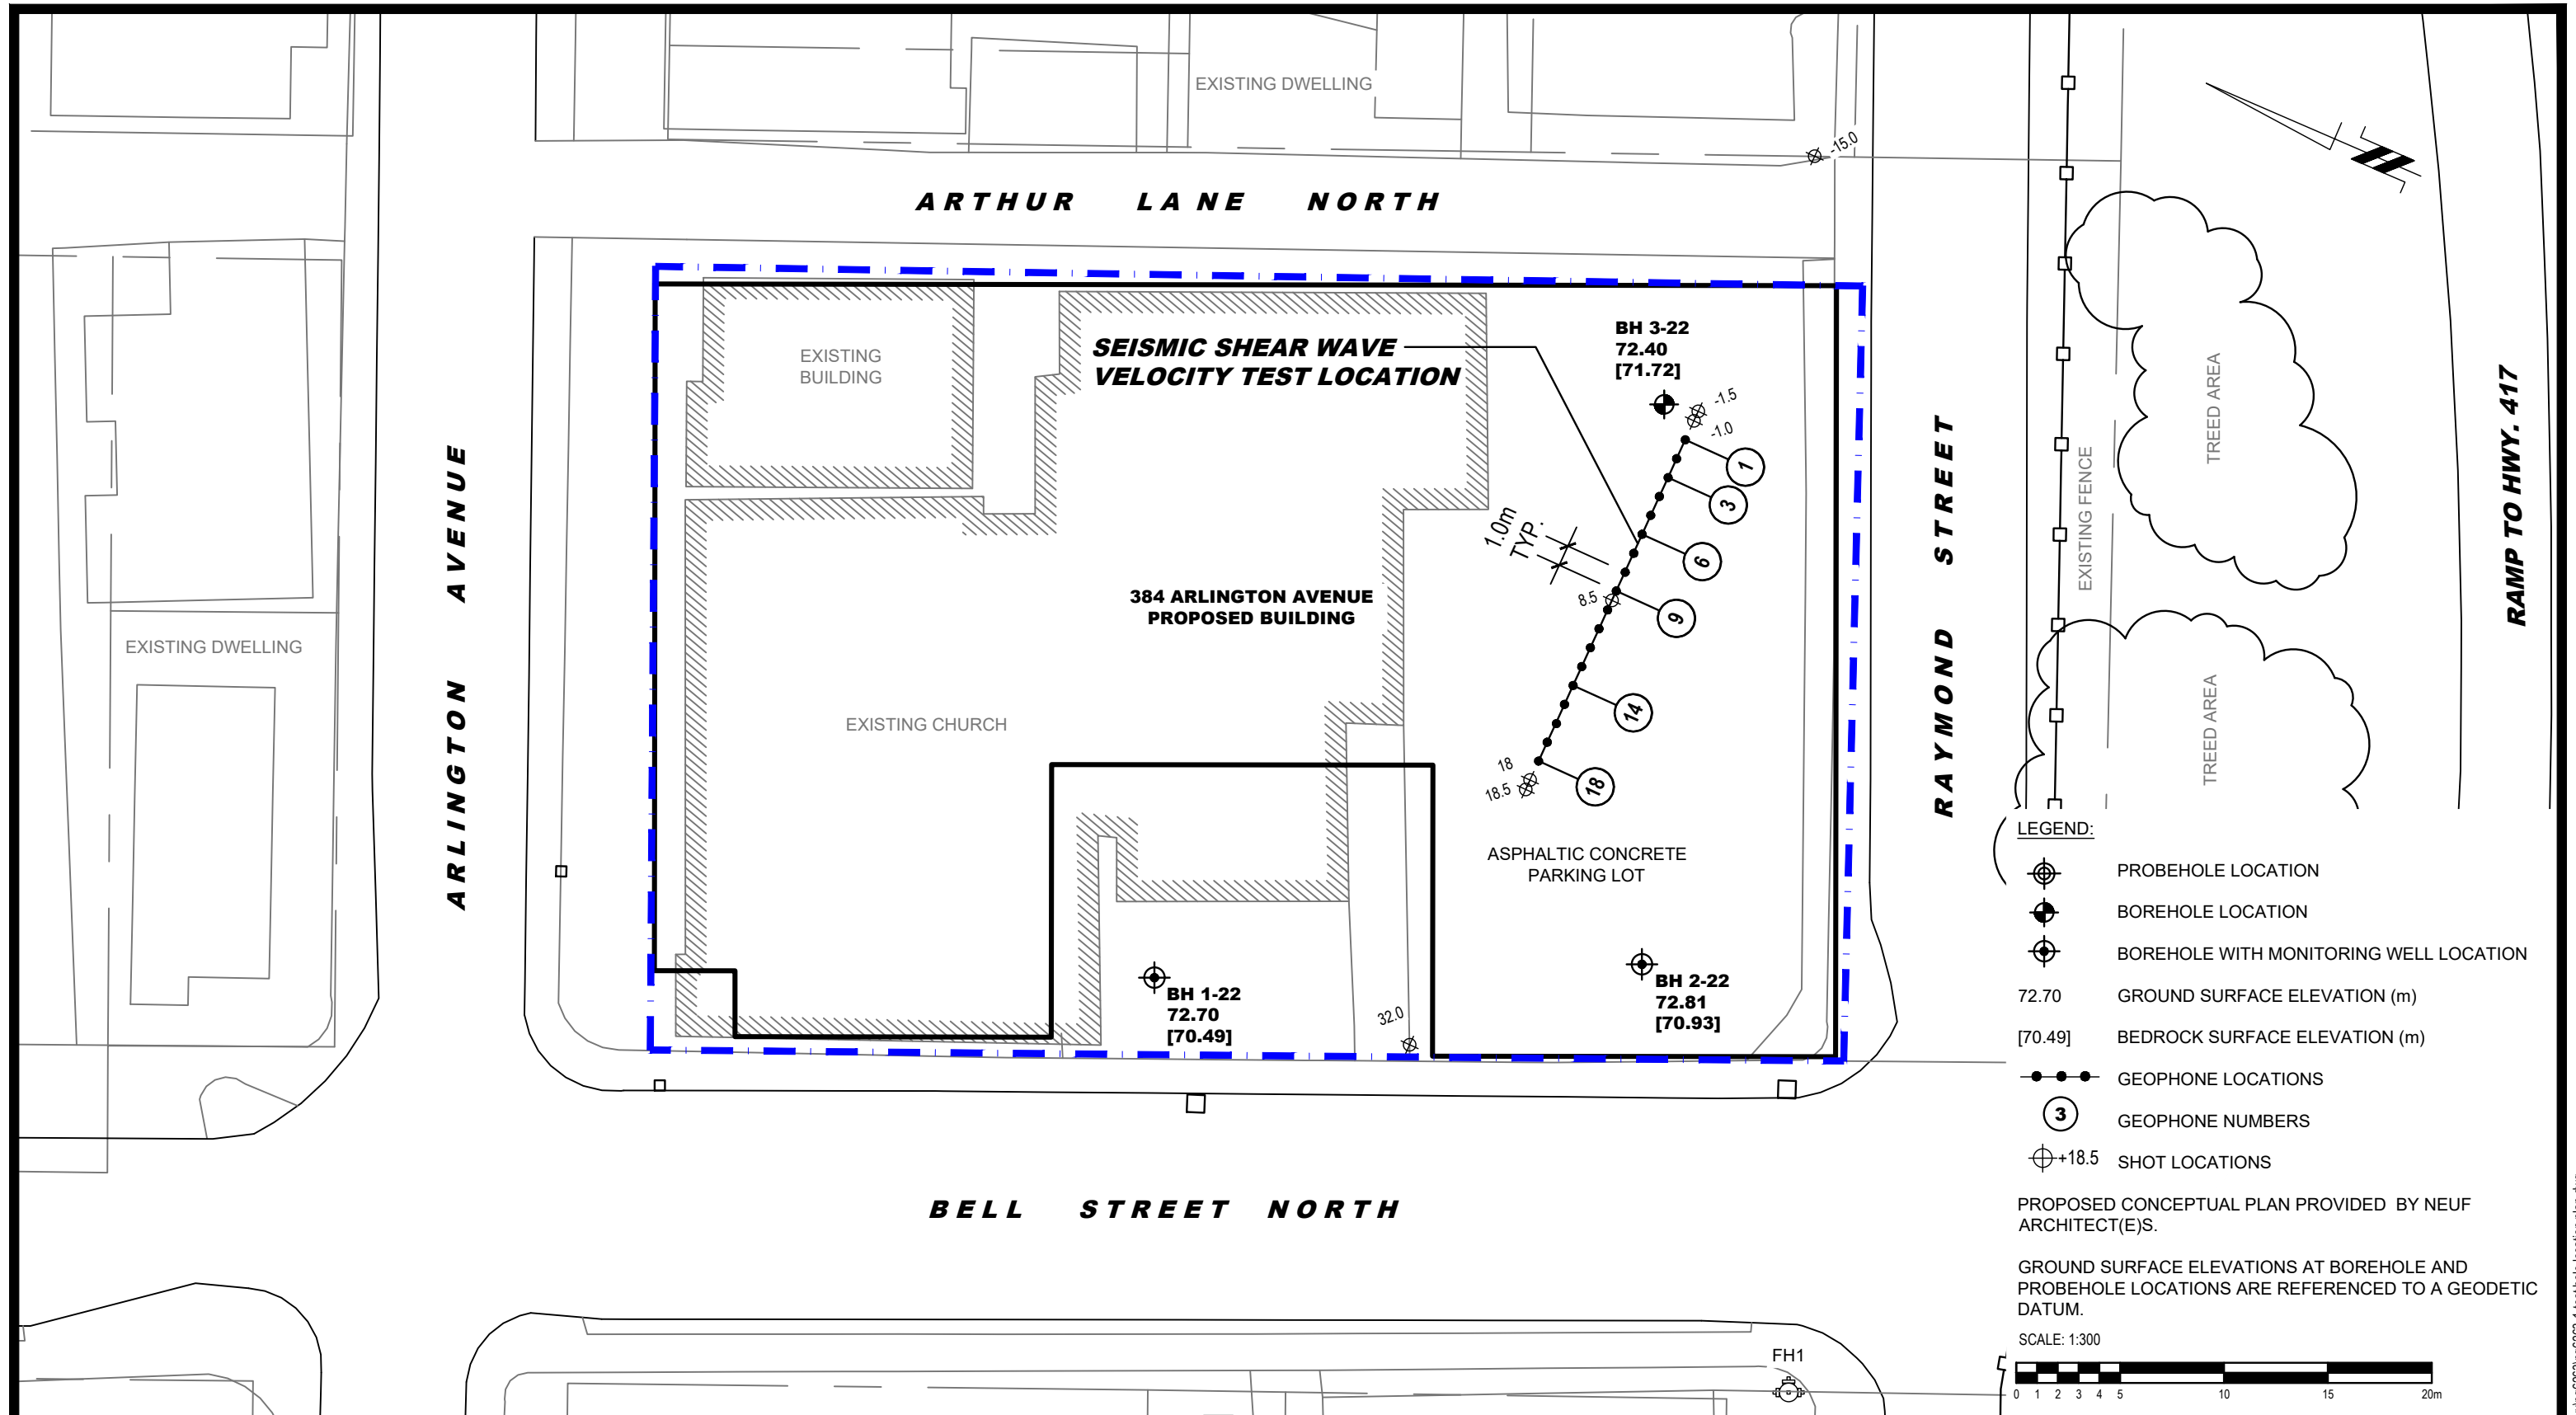 EXISTING DWELLING
-15.0
ARTHUR LANE NORTH
BH 3-22
72.40
[71.72]
SEISMIC SHEAR WAVE
VELOCITY TEST LOCATION
EXISTING
BUILDING
-1.5
-1.0
1
3
6
9
14
18
1.0m
TYP.
8.5
18
18.5
384 ARLINGTON AVENUE
PROPOSED BUILDING
EXISTING CHURCH
EXISTING DWELLING
ARLINGTON AVENUE
RAYMOND STREET
EXISTING FENCE
TREED AREA
TREED AREA
RAMP TO HWY. 417
ASPHALTIC CONCRETE
PARKING LOT
BH 1-22
72.70
[70.49]
32.0
BH 2-22
72.81
[70.93]
BELL STREET NORTH
FH1
LEGEND:
PROBEHOLE LOCATION
BOREHOLE LOCATION
BOREHOLE WITH MONITORING WELL LOCATION
72.70 GROUND SURFACE ELEVATION (m)
[70.49] BEDROCK SURFACE ELEVATION (m)
GEOPHONE LOCATIONS
3 GEOPHONE NUMBERS
+18.5 SHOT LOCATIONS
PROPOSED CONCEPTUAL PLAN PROVIDED BY NEUF
ARCHITECT(E)S.
GROUND SURFACE ELEVATIONS AT BOREHOLE AND
PROBEHOLE LOCATIONS ARE REFERENCED TO A GEODETIC
DATUM.
SCALE: 1:300
0 1 2 3 4 5 10 15 20m